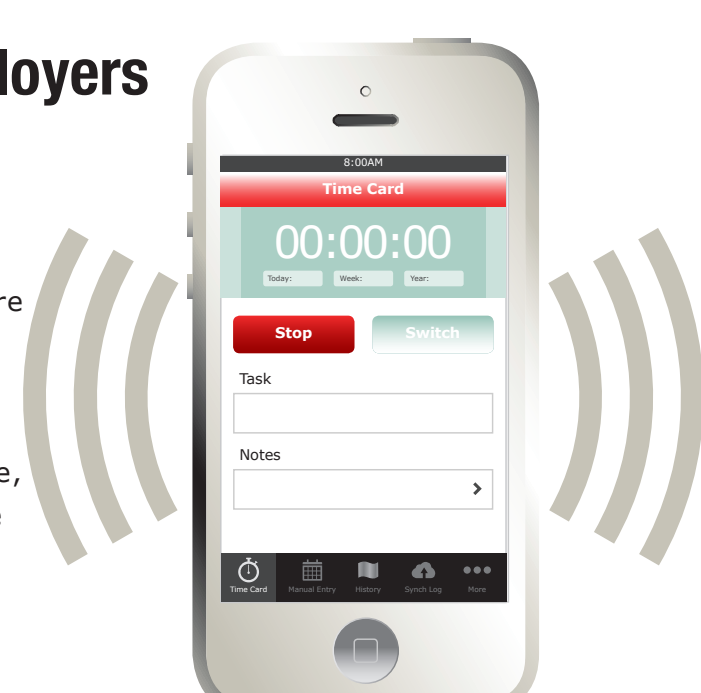 loyers
re
e,
e
8:00AM
Time Card
00:00:00
Today: Week: Year:
Stop Switch
Task
Notes
Time Card Manual Entry History Synch Log More